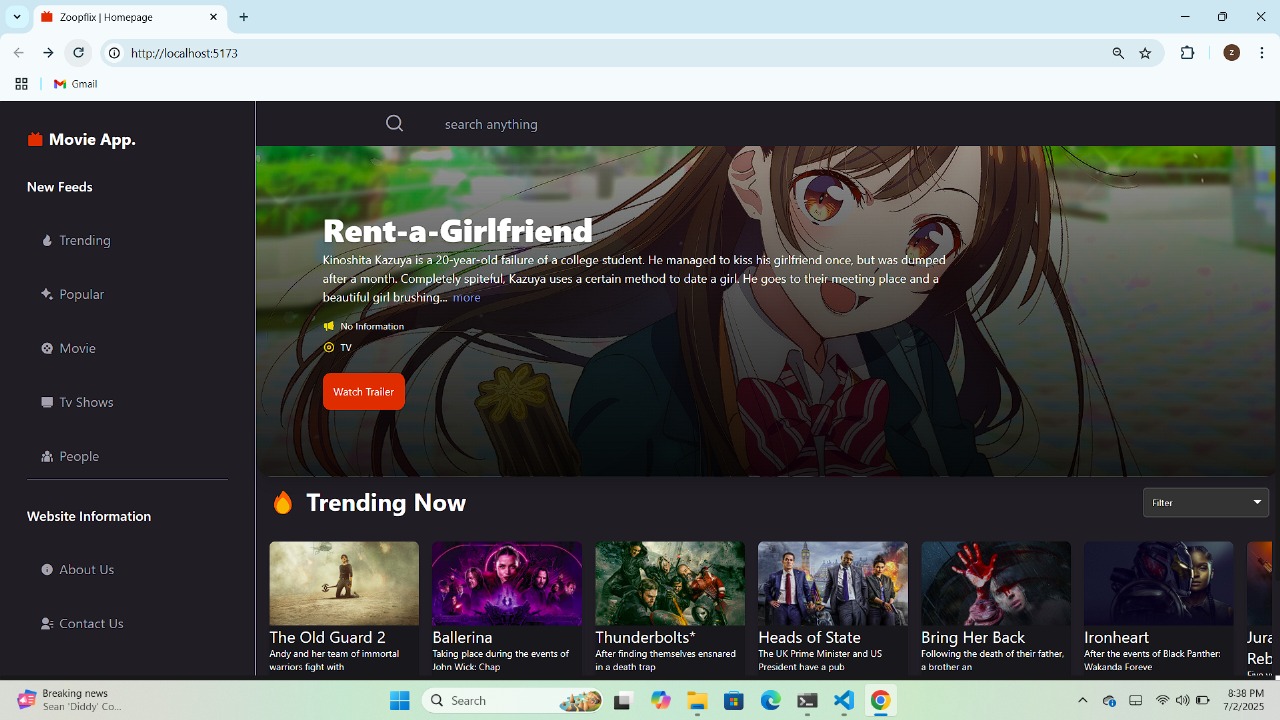 Zoopflix | Homepage
http://localhost:5173
z
Gmail
Movie App.
search anything
New Feeds
Trending
Popular
Movie
Tv Shows
People
Website Information
About Us
Contact Us
Rent-a-Girlfriend
Kinoshita Kazuya is a 20-year-old failure of a college student. He managed to kiss his girlfriend once, but was dumped
after a month. Completely spiteful, Kazuya uses a certain method to date a girl. He goes to their meeting place and a
beautiful girl brushing... more
No Information
TV
Watch Trailer
Trending Now
Filter
The Old Guard 2
Andy and her team of immortal
warriors fight with
Ballerina
Taking place during the events of
John Wick: Chap
Thunderbolts*
After finding themselves ensnared
in a death trap
Heads of State
The UK Prime Minister and US
President have a pub
Bring Her Back
Following the death of their father,
a brother an
Ironheart
After the events of Black Panther:
Wakanda Foreve
Jura
Reb
Breaking news
Sean 'Diddy' Co...
Search
8:38 PM
7/2/2025